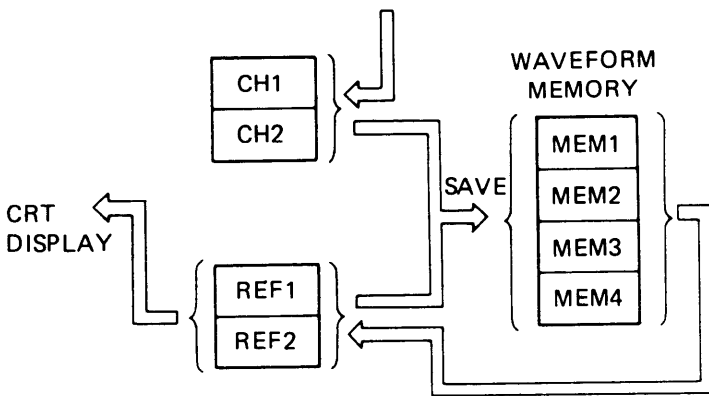 CH1
CH2
WAVEFORM
MEMORY
MEM1
MEM2
MEM3
MEM4
SAVE
CRT
DISPLAY
REF1
REF2